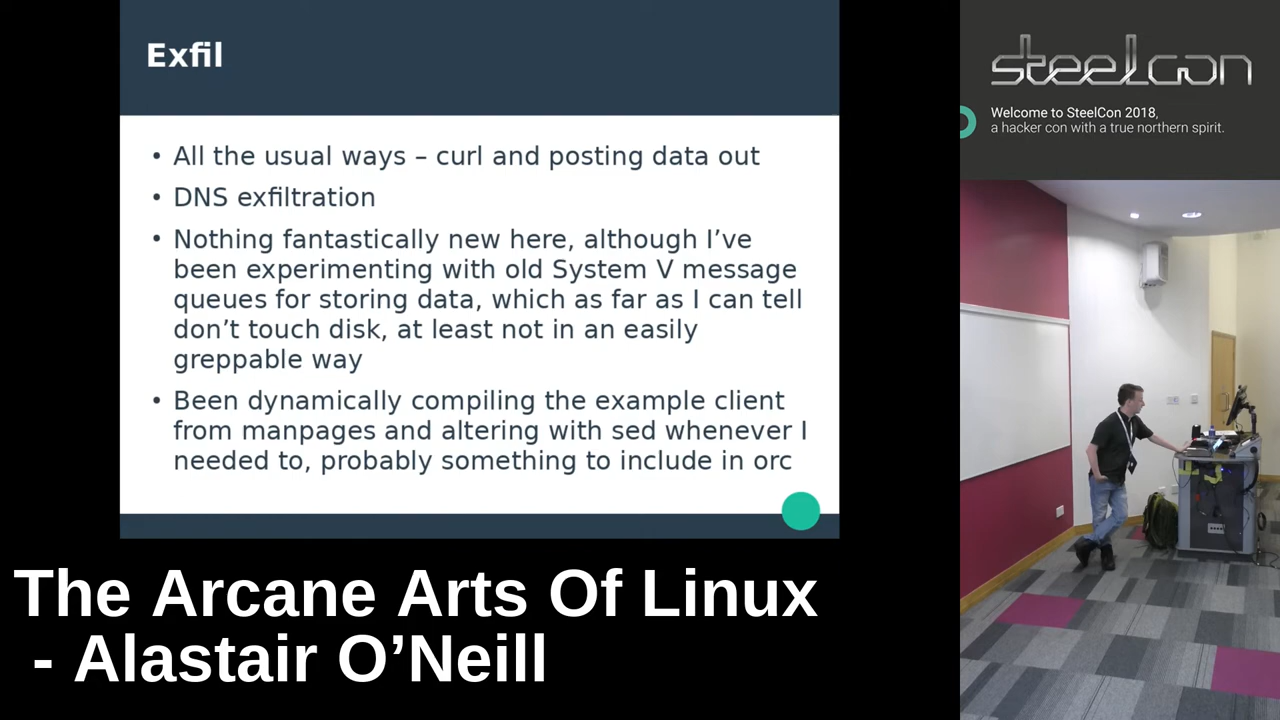 Exfil
• All the usual ways – curl and posting data out
• DNS exfiltration
• Nothing fantastically new here, although I’ve
been experimenting with old System V message
queues for storing data, which as far as I can tell
don’t touch disk, at least not in an easily
greppable way
• Been dynamically compiling the example client
from manpages and altering with sed whenever I
needed to, probably something to include in orc
The Arcane Arts Of Linux
- Alastair O’Neill
steelcon
Welcome to SteelCon 2018,
a hacker con with a true northern spirit.